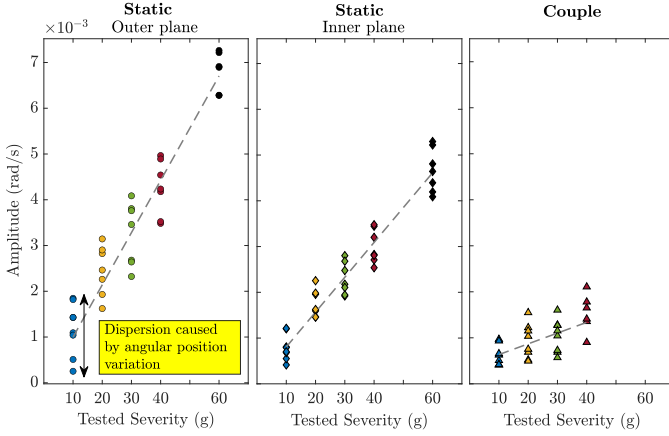 Static Static Couple
Outer plane Inner plane
×10⁻³
7
6
5
4
3
2
1
0
Amplitude (rad/s)
Dispersion caused
by angular position
variation
10 20 30 40 60 10 20 30 40 60 10 20 30 40 60
Tested Severity (g) Tested Severity (g) Tested Severity (g)